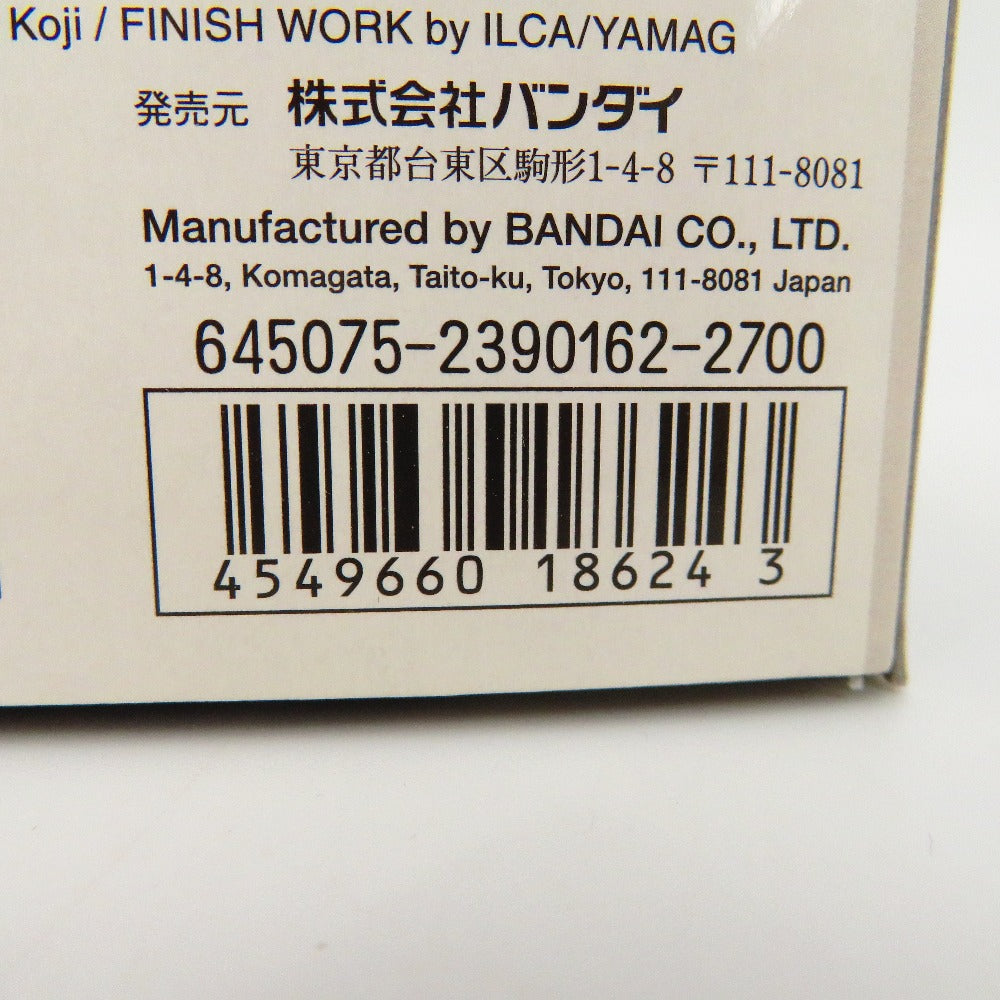 Koji / FINISH WORK by ILCA/YAMAG
発売元 株式会社バンダイ
東京都台東区駒形1-4-8 〒111-8081
Manufactured by BANDAI CO., LTD.
1-4-8, Komagata, Taito-ku, Tokyo, 111-8081 Japan
645075-2390162-2700
4549660 18624 3